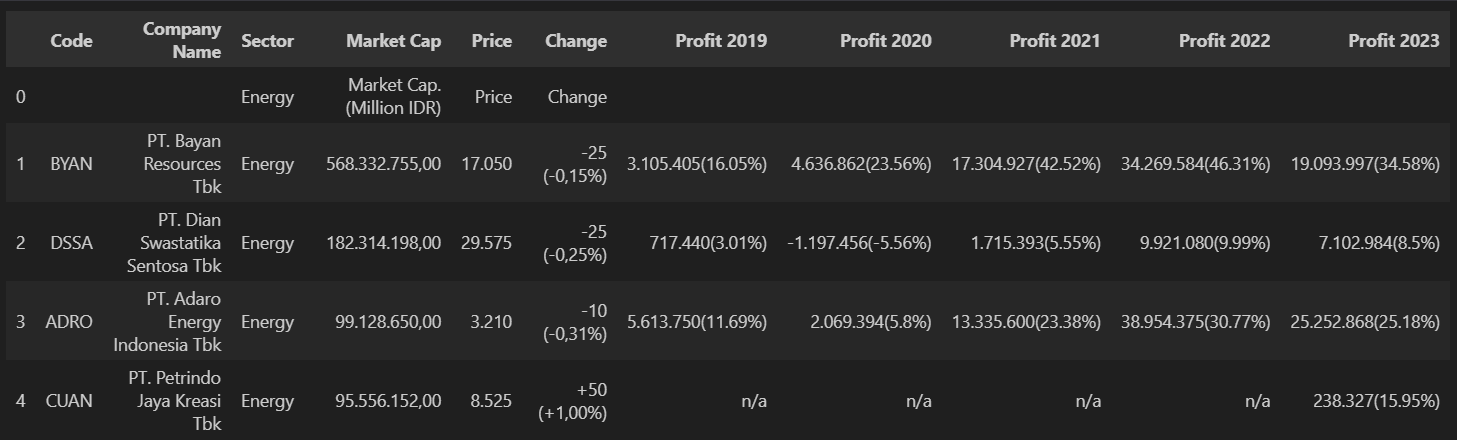 Code Company Name Sector Market Cap Price Change Profit 2019 Profit 2020 Profit 2021 Profit 2022 Profit 2023
0 Energy Market Cap. (Million IDR) Price Change
1 BYAN PT. Bayan Resources Tbk Energy 568.332.755,00 17.050 -25 (-0,15%) 3.105.405(16.05%) 4.636.862(23.56%) 17.304.927(42.52%) 34.269.584(46.31%) 19.093.997(34.58%)
2 DSSA PT. Dian Swastatika Sentosa Tbk Energy 182.314.198,00 29.575 -25 (-0,25%) 717.440(3.01%) -1.197.456(-5.56%) 1.715.393(5.55%) 9.921.080(9.99%) 7.102.984(8.5%)
3 ADRO PT. Adaro Energy Indonesia Tbk Energy 99.128.650,00 3.210 -10 (-0,31%) 5.613.750(11.69%) 2.069.394(5.8%) 13.335.600(23.38%) 38.954.375(30.77%) 25.252.868(25.18%)
4 CUAN PT. Petrindo Jaya Kreasi Tbk Energy 95.556.152,00 8.525 +50 (+1,00%) n/a n/a n/a n/a 238.327(15.95%)